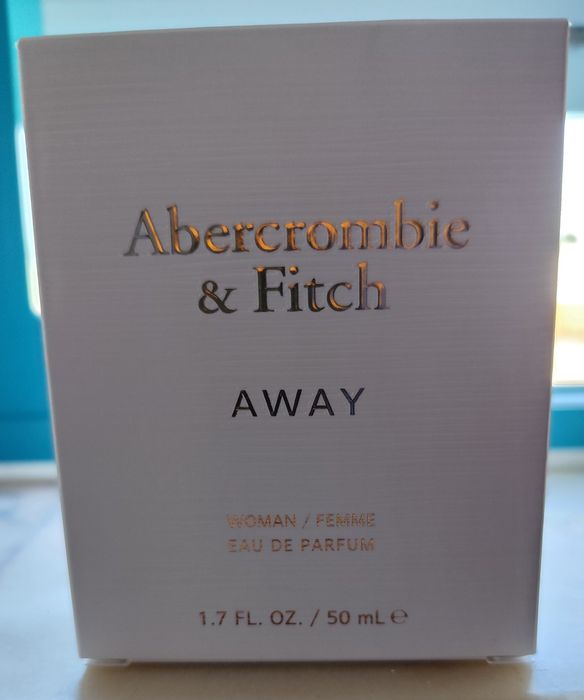 Abercrombie
& Fitch
AWAY
WOMAN / FEMME
EAU DE PARFUM
1.7 FL. OZ. / 50 mL ℮